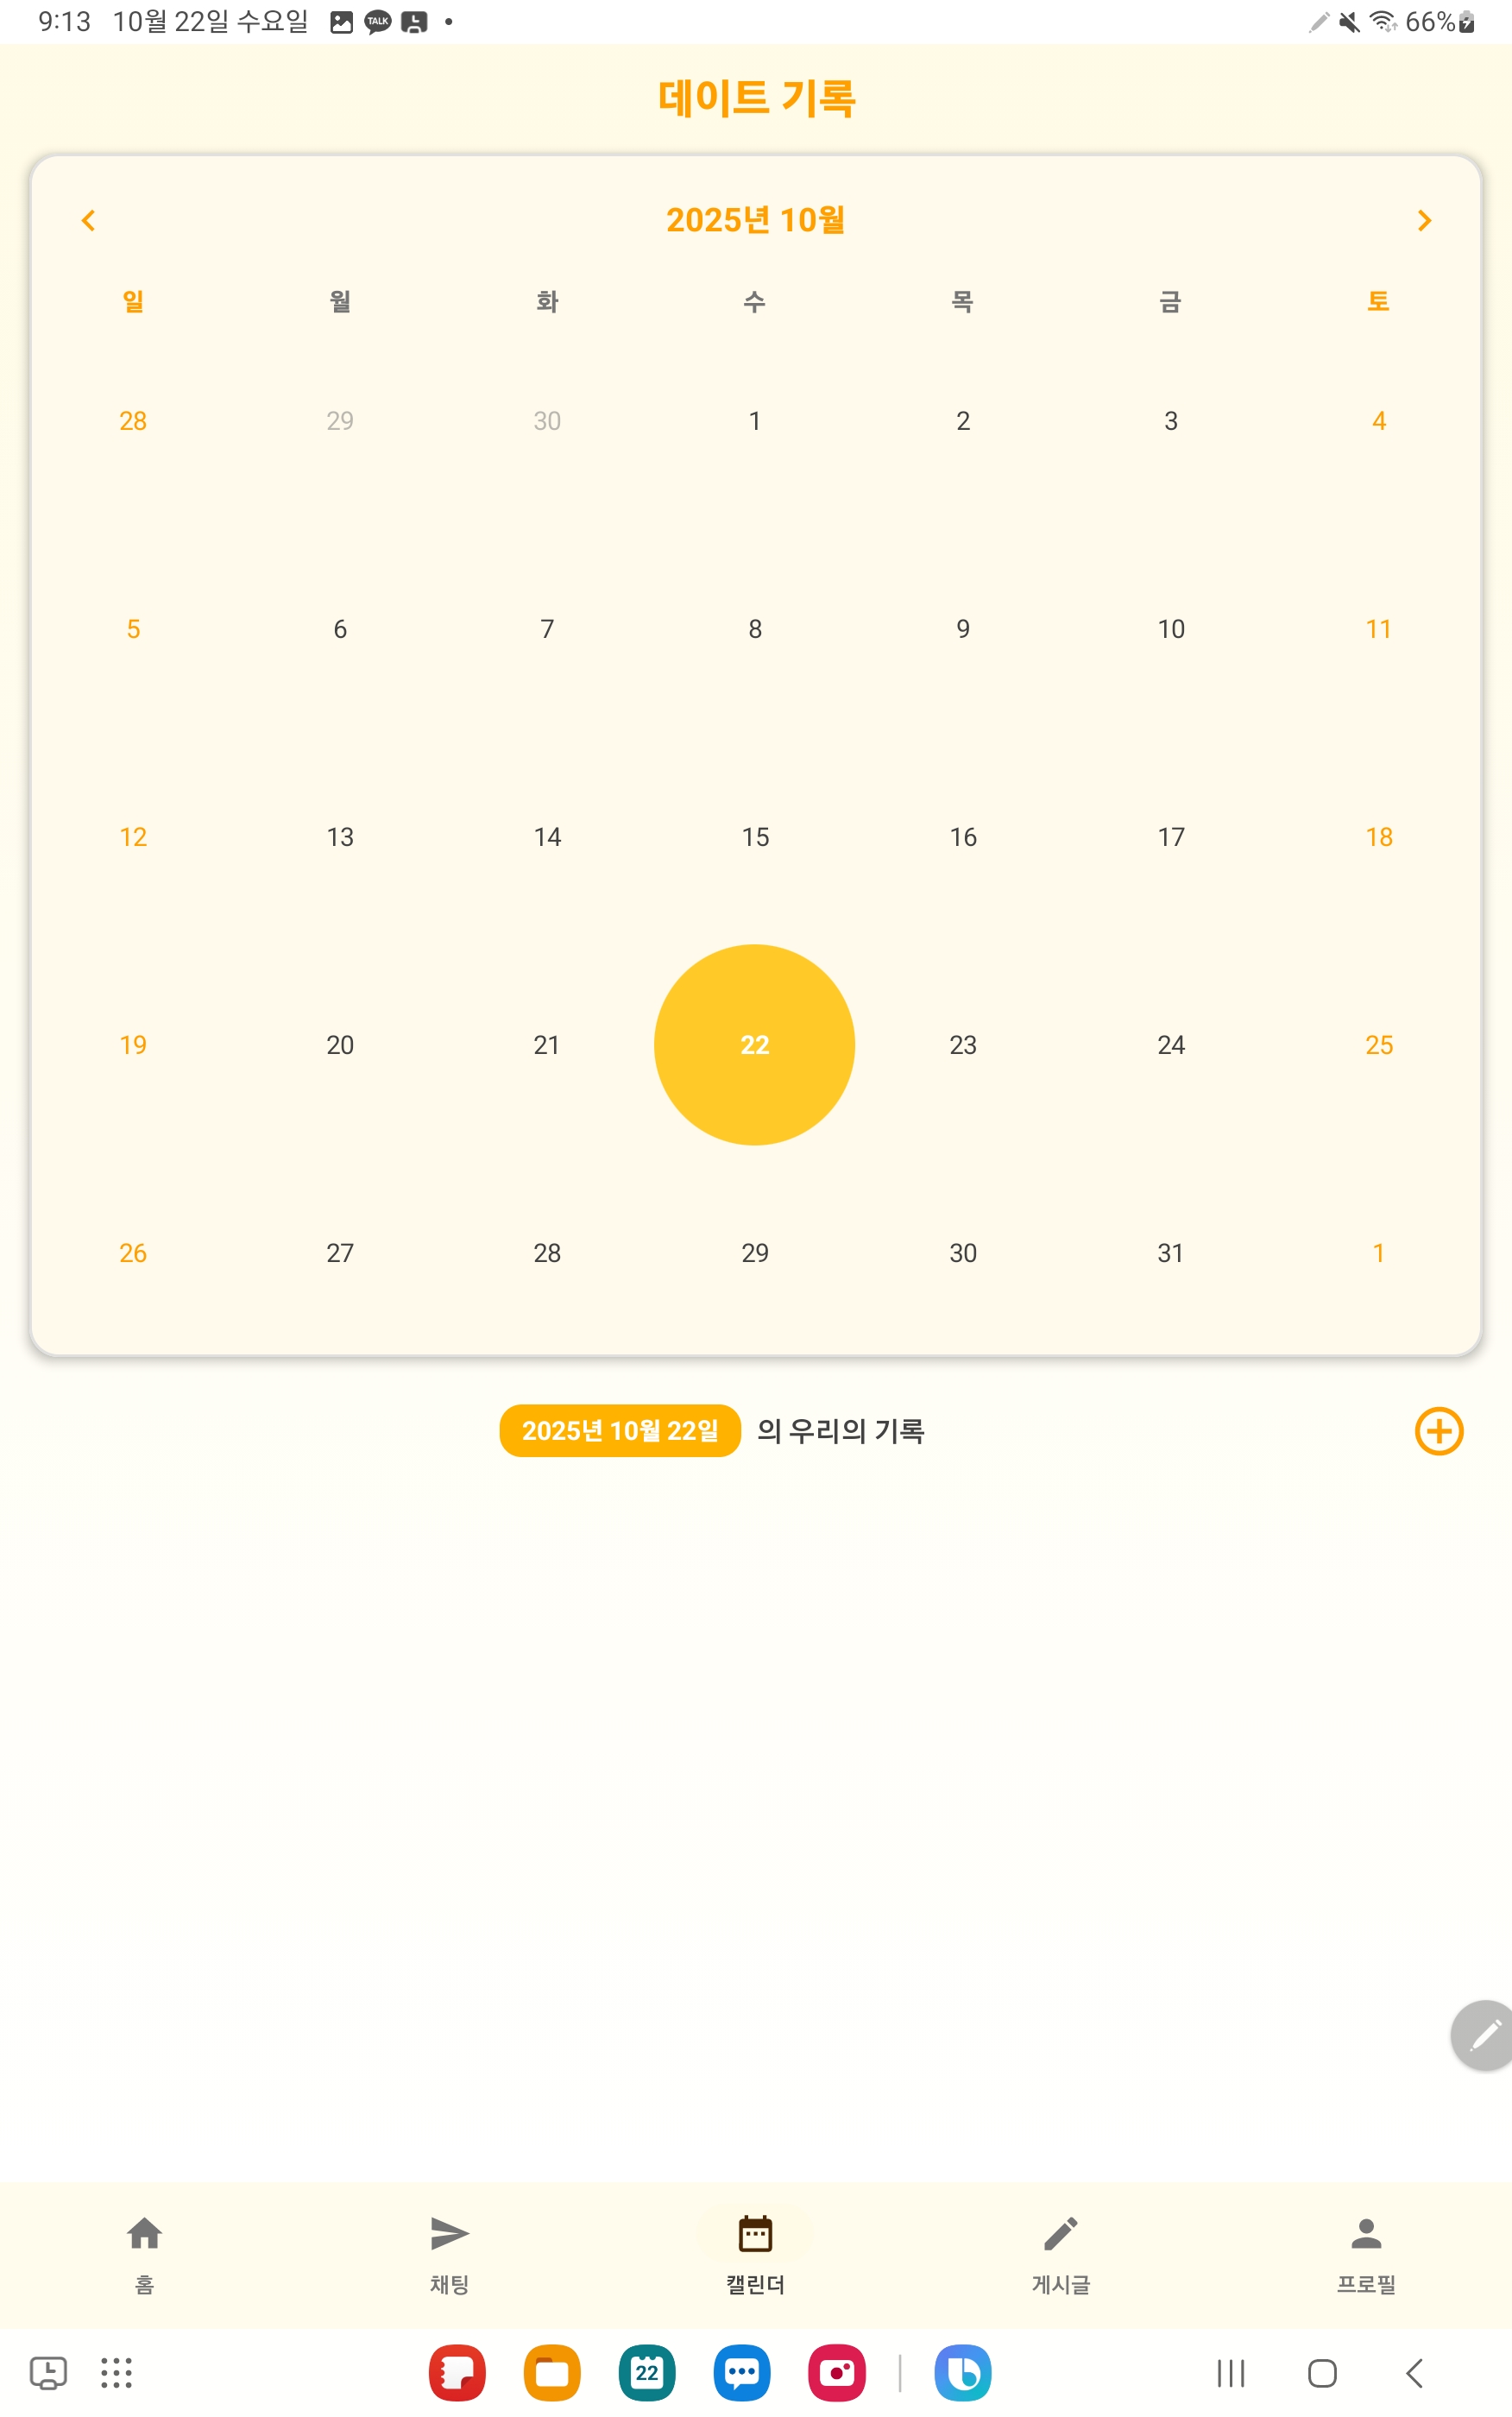 9:13 10월 22일 수요일 TALK 66%
데이트 기록
2025년 10월
일 월 화 수 목 금 토
28 29 30 1 2 3 4
5 6 7 8 9 10 11
12 13 14 15 16 17 18
19 20 21 22 23 24 25
26 27 28 29 30 31 1
2025년 10월 22일 의 우리의 기록
홈 채팅 캘린더 게시글 프로필
22